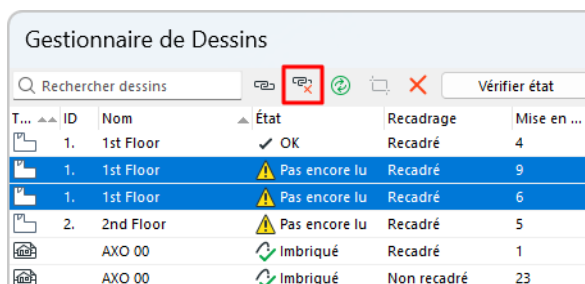 Gestionnaire de Dessins
Rechercher dessins Vérifier état
T... ID Nom État Recadrage Mise en ...
1. 1st Floor OK Recadré 4
1. 1st Floor Pas encore lu Recadré 9
1. 1st Floor Pas encore lu Recadré 6
2. 2nd Floor Pas encore lu Recadré 5
AXO 00 Imbriqué Recadré 1
AXO 00 Imbriqué Non recadré 23